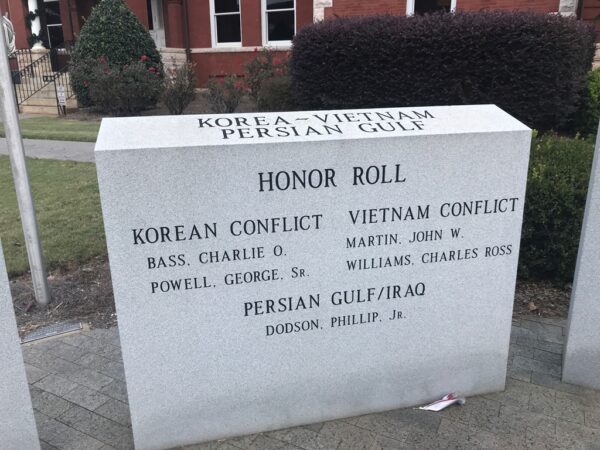 KOREA~VIETNAM
PERSIAN GULF
HONOR ROLL
KOREAN CONFLICT
BASS, CHARLIE O.
POWELL, GEORGE, SR.
VIETNAM CONFLICT
MARTIN, JOHN W.
WILLIAMS, CHARLES ROSS
PERSIAN GULF/IRAQ
DODSON, PHILLIP, JR.